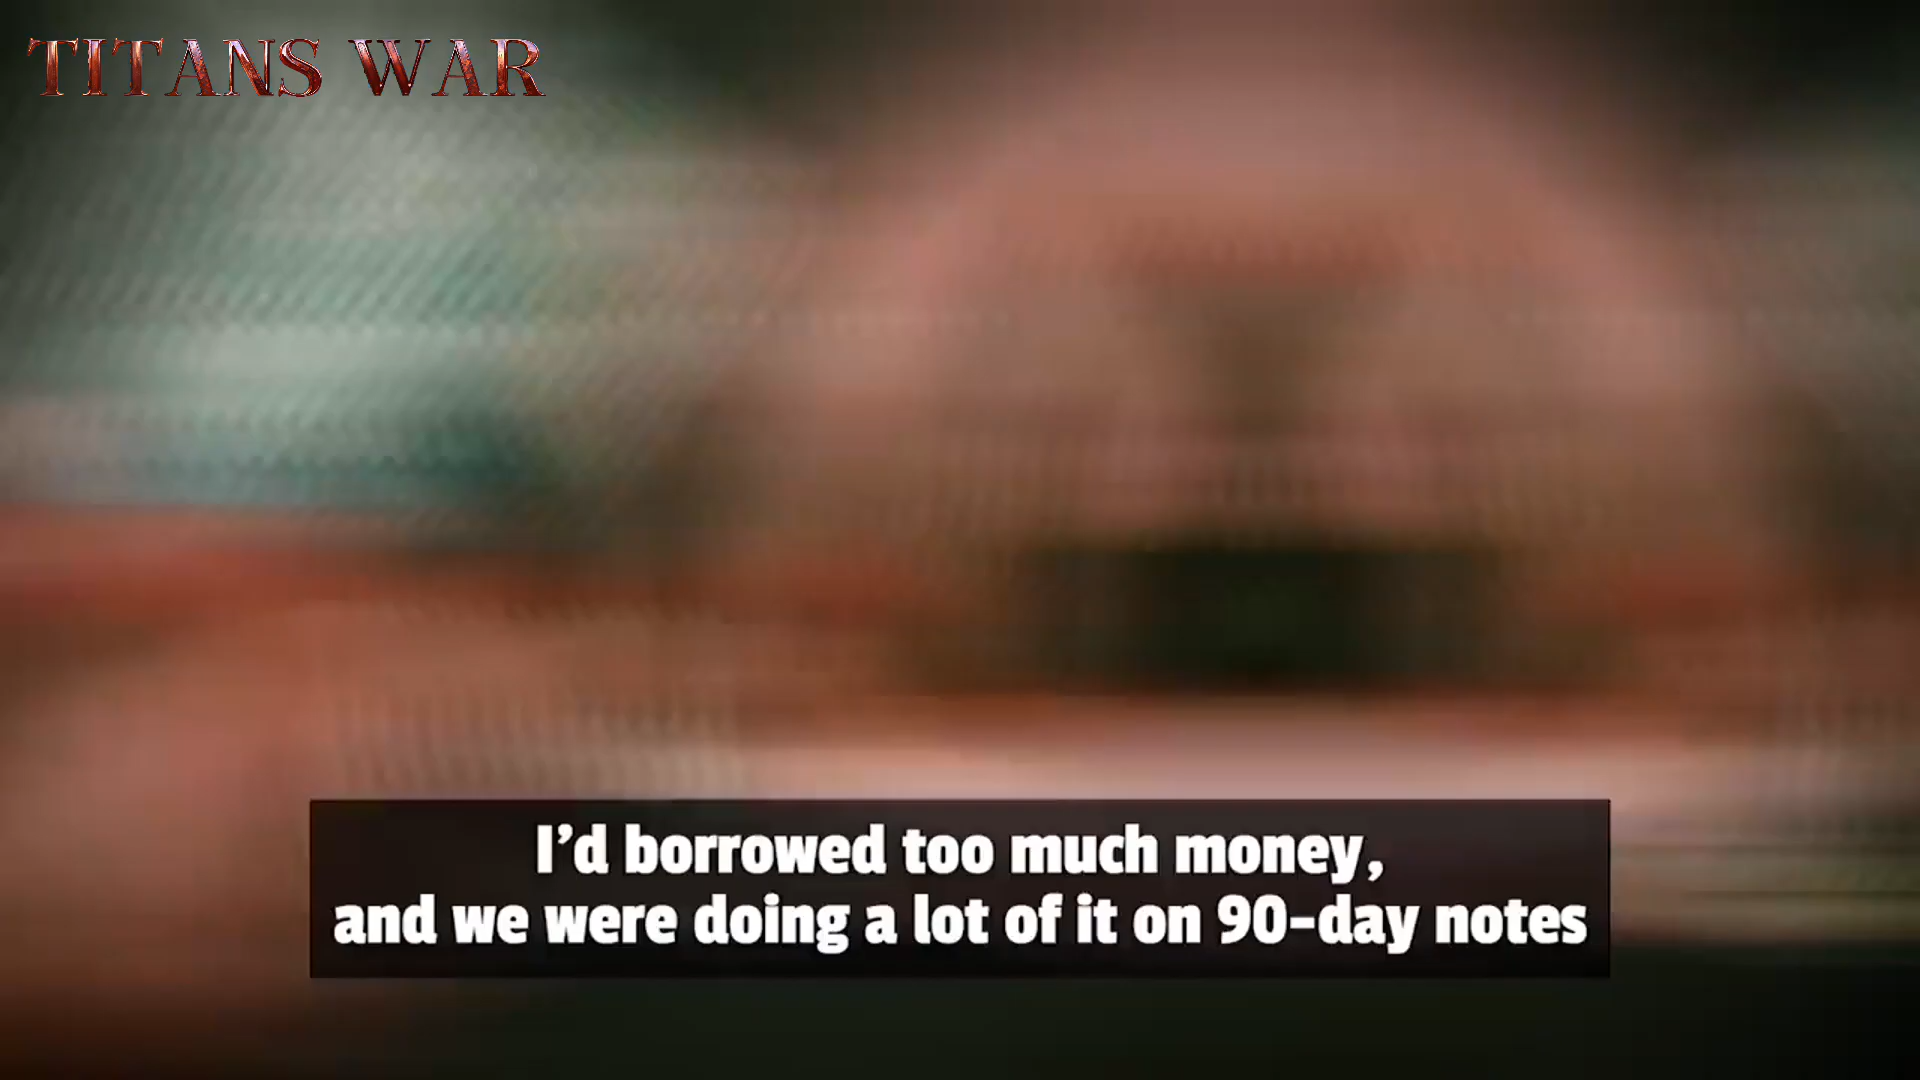 TITANS WAR
I’d borrowed too much money,
and we were doing a lot of it on 90-day notes